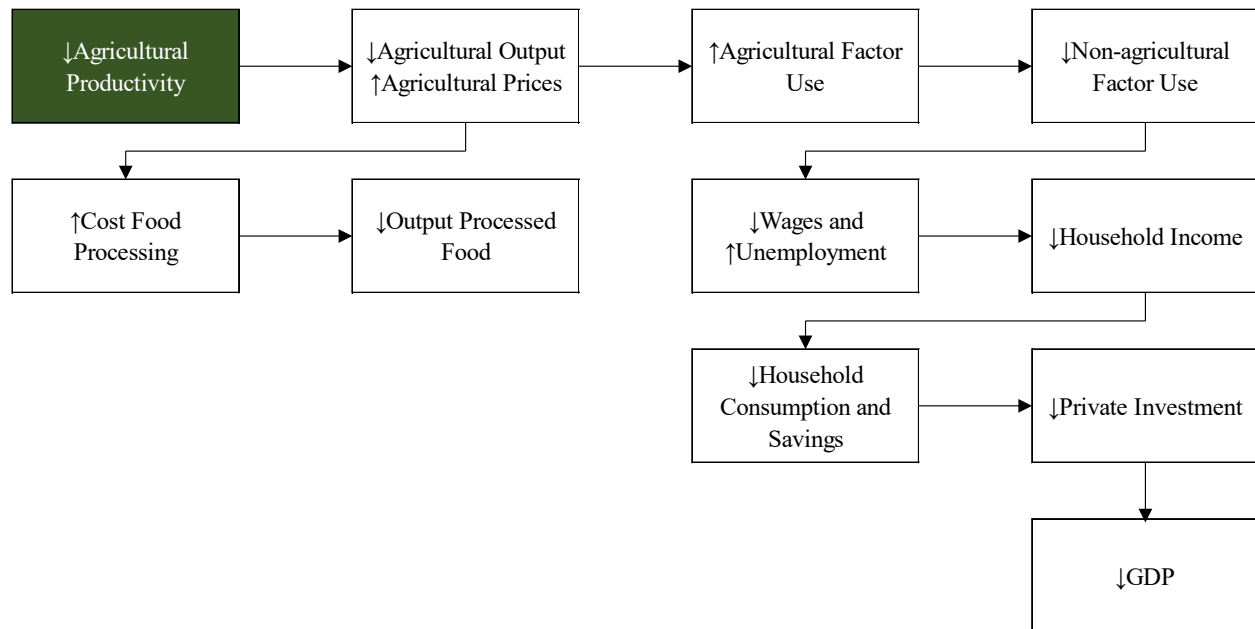 ↓Agricultural
Productivity
↓Agricultural Output
↑Agricultural Prices
↑Agricultural Factor
Use
↓Non-agricultural
Factor Use
↑Cost Food
Processing
↓Output Processed
Food
↓Wages and
↑Unemployment
↓Household Income
↓Household
Consumption and
Savings
↓Private Investment
↓GDP